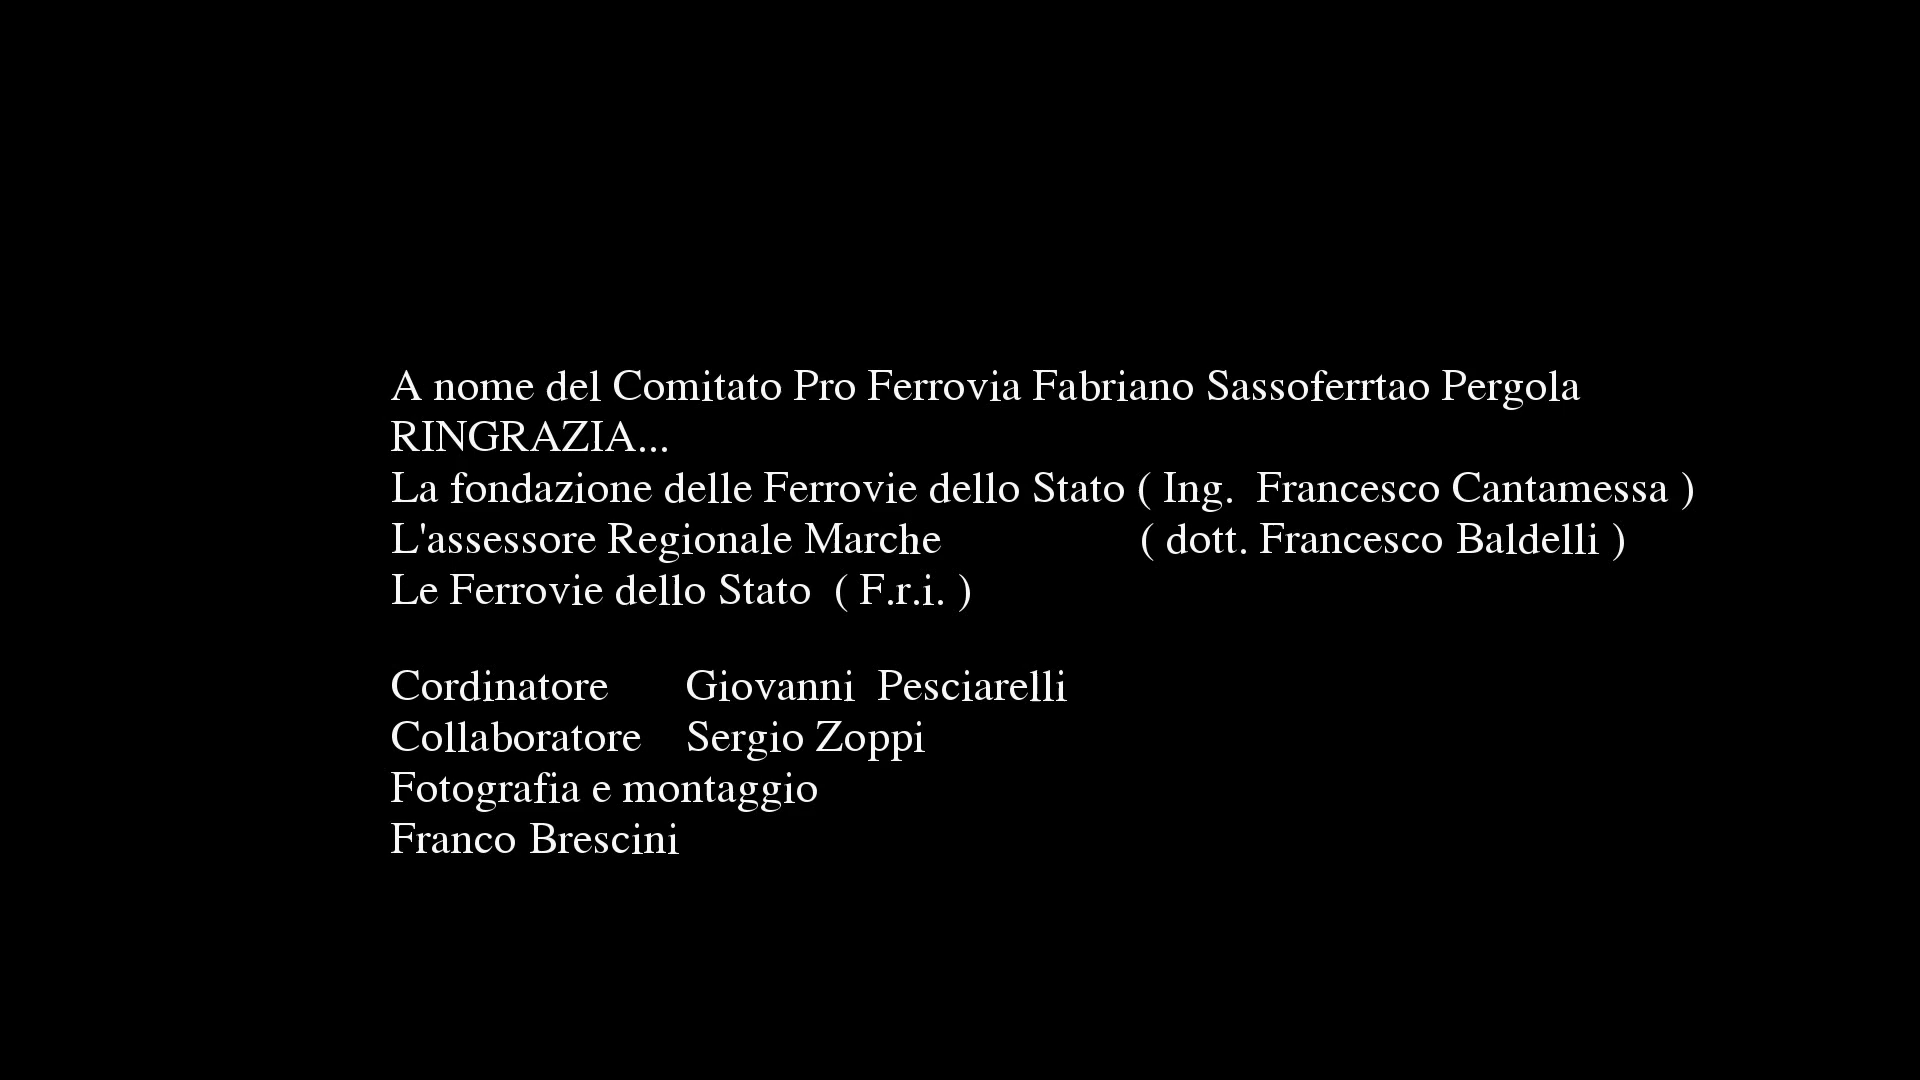 A nome del Comitato Pro Ferrovia Fabriano Sassoferrtao Pergola
RINGRAZIA...
La fondazione delle Ferrovie dello Stato ( Ing.  Francesco Cantamessa )
L'assessore Regionale Marche ( dott. Francesco Baldelli )
Le Ferrovie dello Stato  ( F.r.i. )
Cordinatore Giovanni  Pesciarelli
Collaboratore Sergio Zoppi
Fotografia e montaggio
Franco Brescini